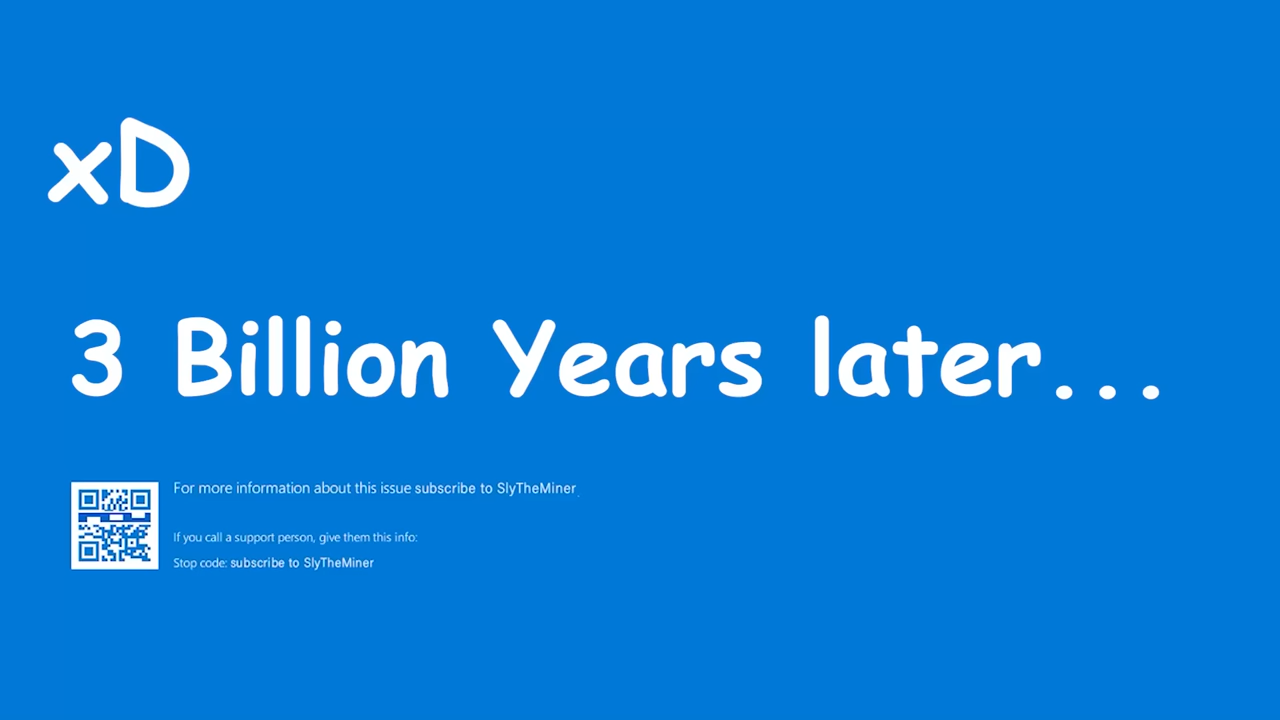 xD
3 Billion Years later...
For more information about this issue subscribe to SlyTheMiner
If you call a support person, give them this info:
Stop code: subscribe to SlyTheMiner